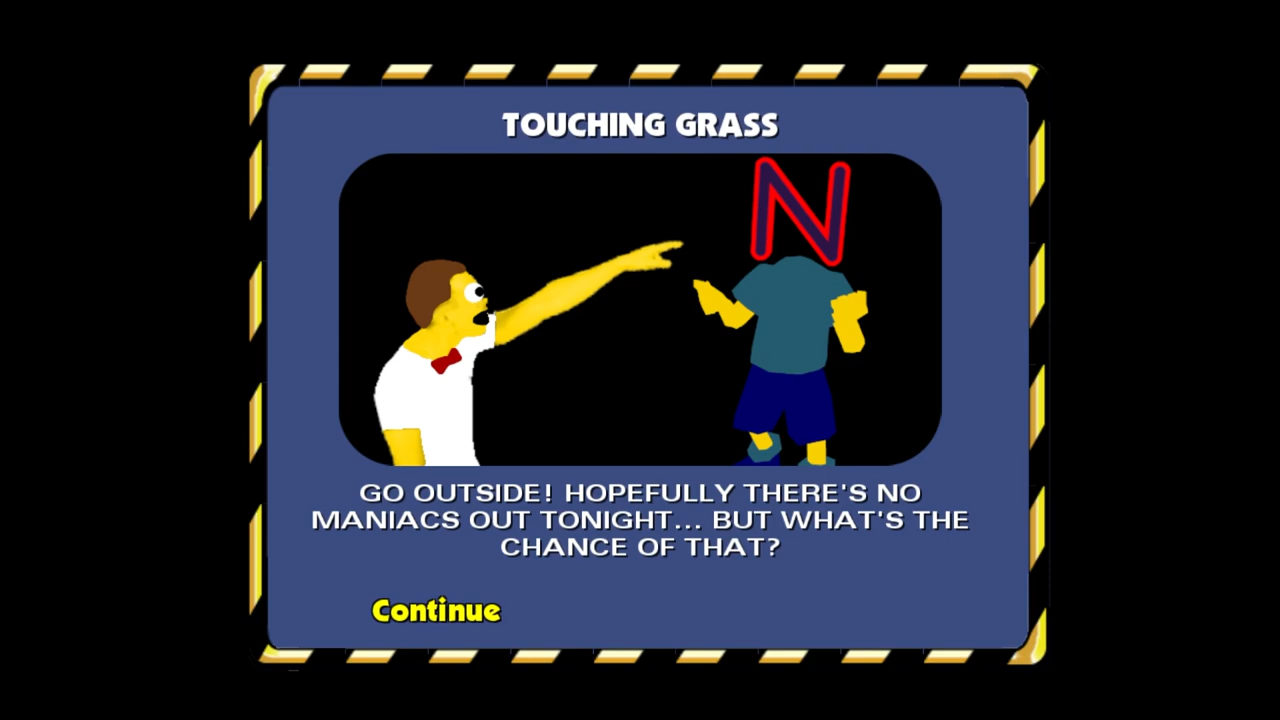 TOUCHING GRASS
N
GO OUTSIDE! HOPEFULLY THERE'S NO
MANIACS OUT TONIGHT... BUT WHAT'S THE
CHANCE OF THAT?
Continue